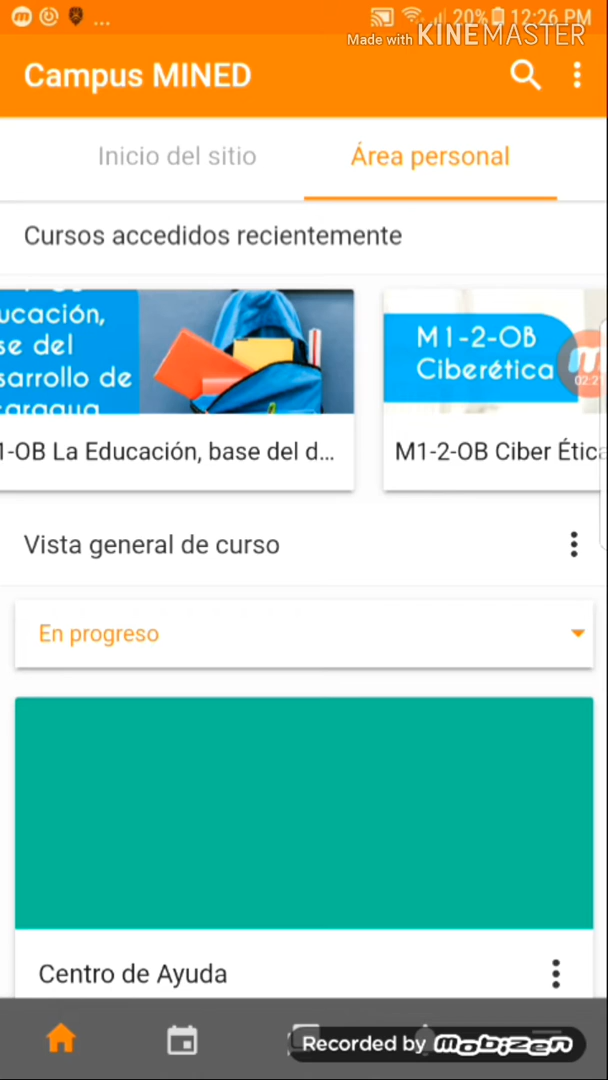 ... 20% 12:26 PM
Made with KINEMASTER
Campus MINED
Inicio del sitio
Área personal
Cursos accedidos recientemente
ucación,
se del
sarrollo de
caragua
M1-2-OB
Ciberética
1-OB La Educación, base del d...
M1-2-OB Ciber Ética
Vista general de curso
En progreso
Centro de Ayuda
Recorded by mobizen